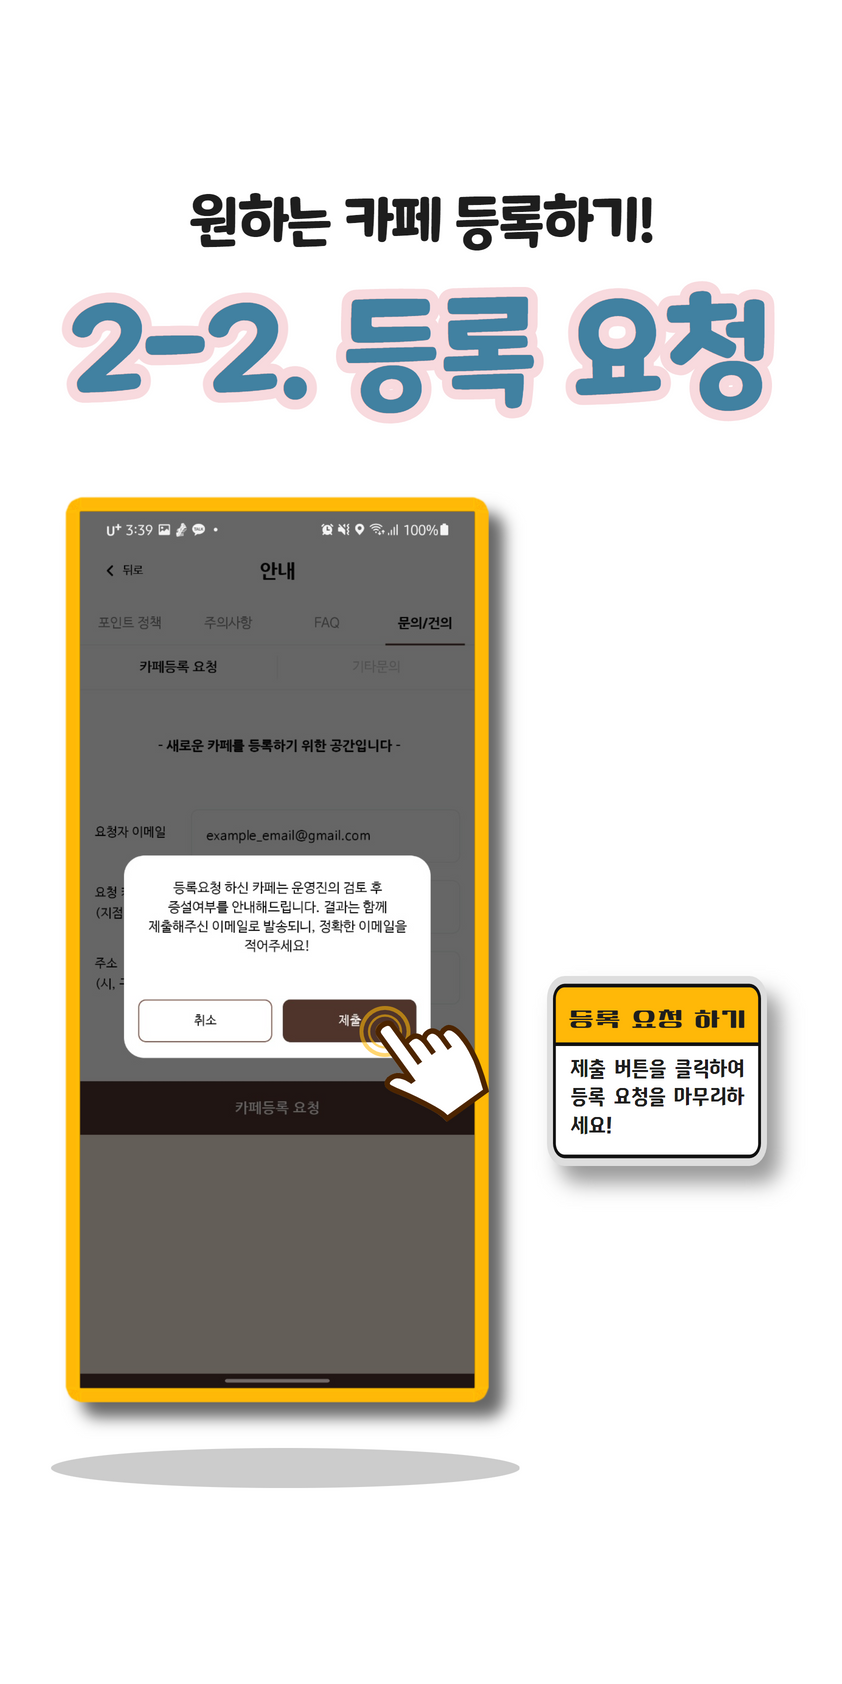 원하는 카페 등록하기!
2-2. 등록 요청
U+ 3:39 100%
뒤로
안내
포인트 정책 주의사항 FAQ 문의/건의
카페등록 요청 기타문의
- 새로운 카페를 등록하기 위한 공간입니다 -
요청자 이메일 example_email@gmail.com
요청
(지점
주소
(시,
등록요청 하신 카페는 운영진의 검토 후
증설여부를 안내해드립니다. 결과는 함께
제출해주신 이메일로 발송되니, 정확한 이메일을
적어주세요!
취소 제출
카페등록 요청
등록 요청 하기
제출 버튼을 클릭하여
등록 요청을 마무리하
세요!